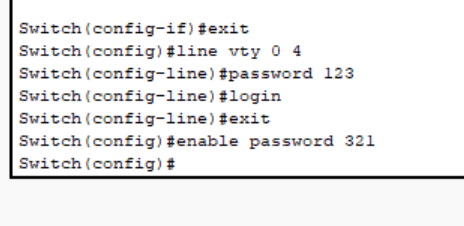 Switch(config-if)#exit
Switch(config)#line vty 0 4
Switch(config-line)#password 123
Switch(config-line)#login
Switch(config-line)#exit
Switch(config)#enable password 321
Switch(config)#